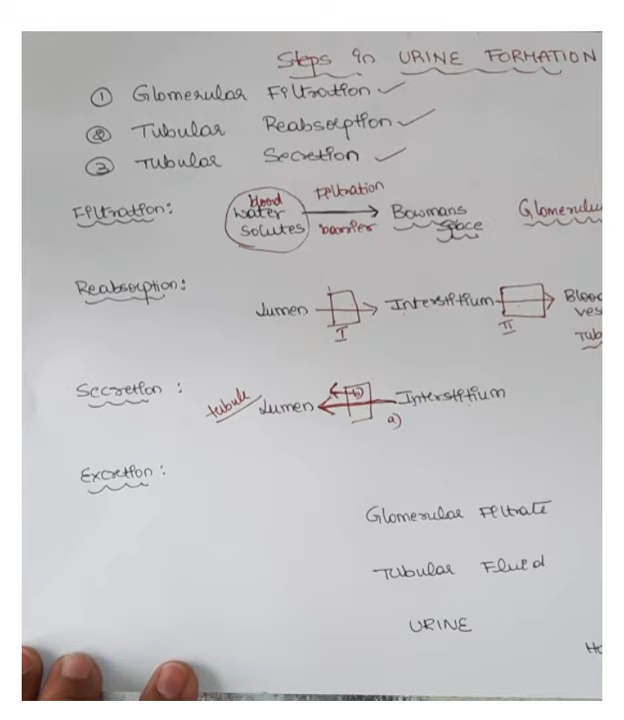 Steps in URINE FORMATION
① Glomerular Filtration ✓
② Tubular Reabsorption ✓
③ Tubular Secretion ✓
Filtration: blood water solutes Filtration barrier Bowmans Space Glomerulu
Reabsorption: Lumen I Interstitium II Blood ves Tub
Secretion: tubule Lumen b) a) Interstitium
Excretion:
Glomerular Filtrate
Tubular Fluid
URINE
Ho